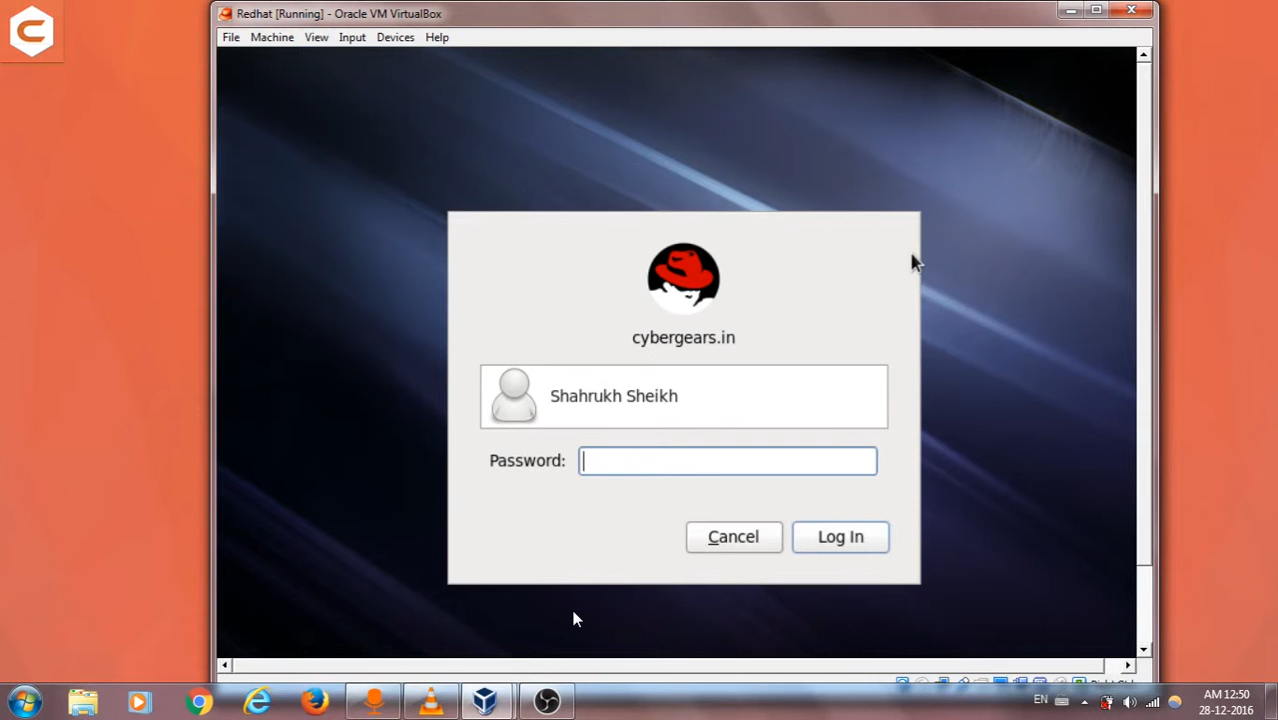 Redhat [Running] - Oracle VM VirtualBox
File Machine View Input Devices Help
cybergears.in
Shahrukh Sheikh
Password:
Cancel Log In
EN
AM 12:50
28-12-2016